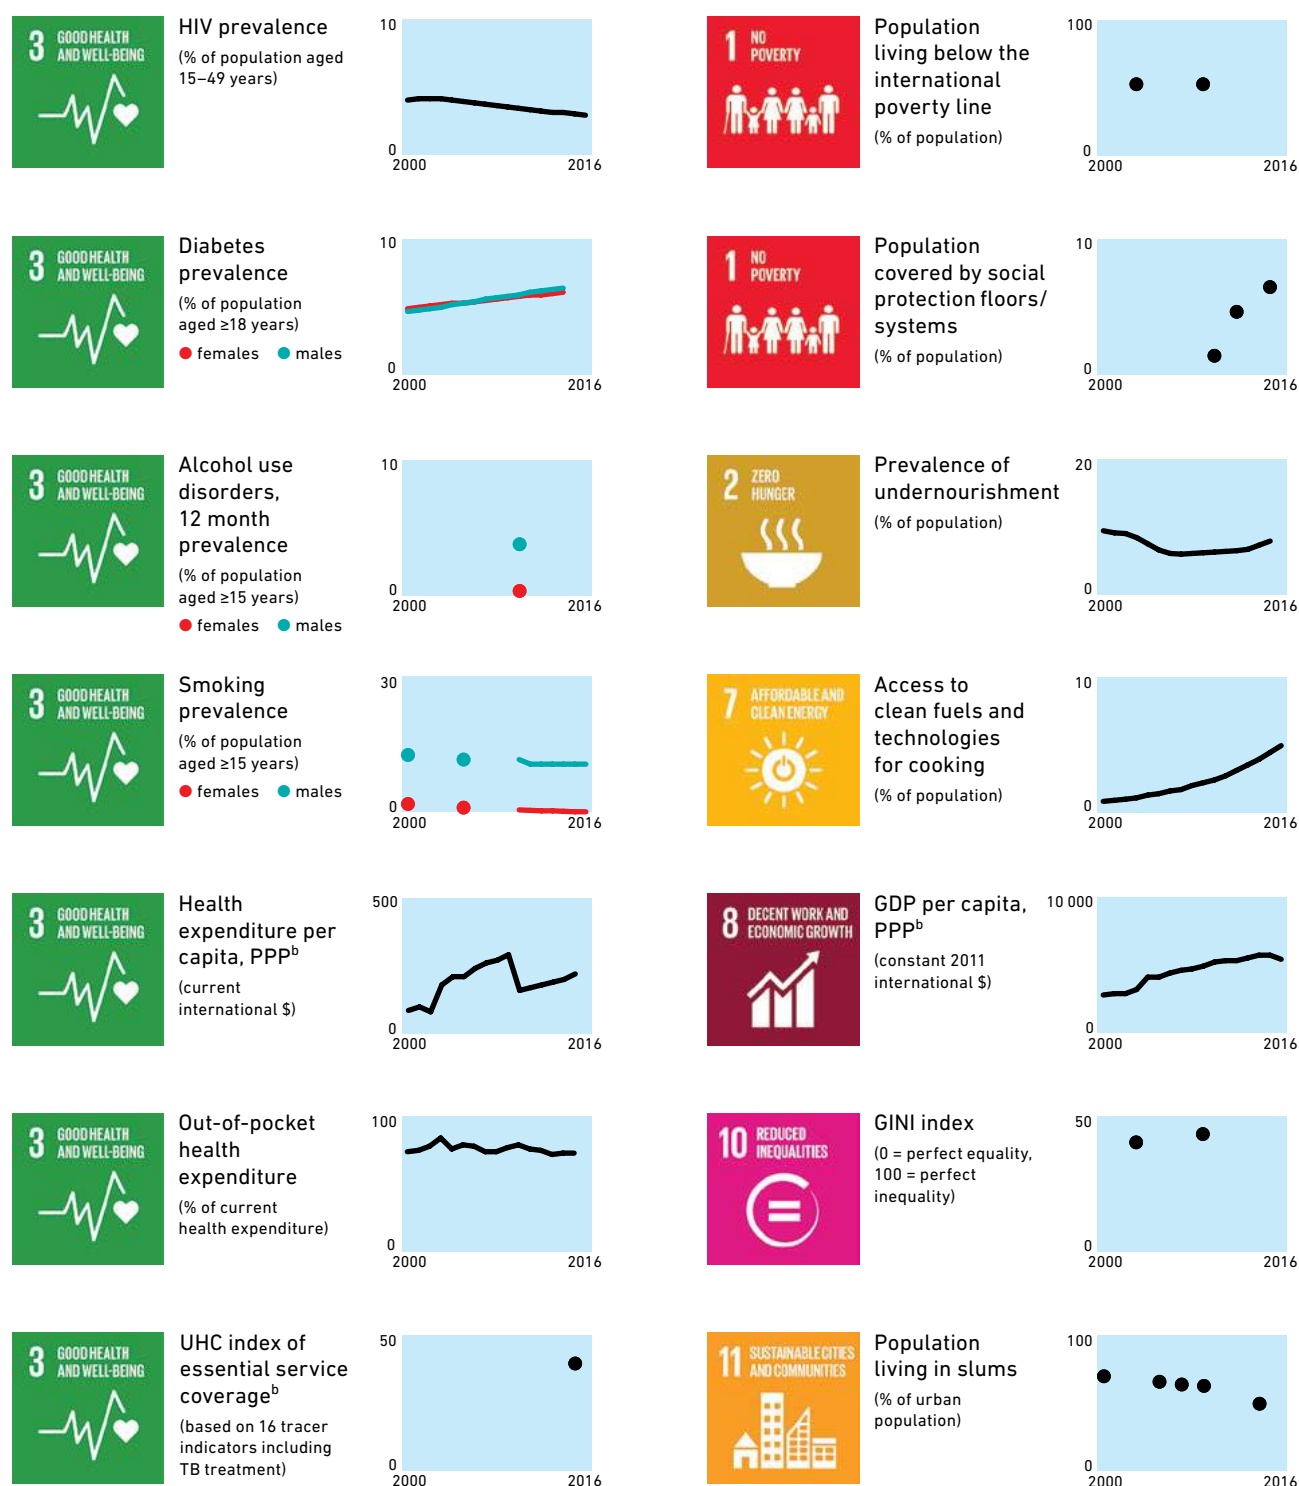 3 GOOD HEALTH
AND WELL-BEING
HIV prevalence
(% of population aged
15–49 years)
10
0
2000 2016
1 NO
POVERTY
Population
living below the
international
poverty line
(% of population)
100
0
2000 2016
3 GOOD HEALTH
AND WELL-BEING
Diabetes
prevalence
(% of population
aged ≥18 years)
females males
10
0
2000 2016
1 NO
POVERTY
Population
covered by social
protection floors/
systems
(% of population)
10
0
2000 2016
3 GOOD HEALTH
AND WELL-BEING
Alcohol use
disorders,
12 month
prevalence
(% of population
aged ≥15 years)
females males
10
0
2000 2016
2 ZERO
HUNGER
Prevalence of
undernourishment
(% of population)
20
0
2000 2016
3 GOOD HEALTH
AND WELL-BEING
Smoking
prevalence
(% of population
aged ≥15 years)
females males
30
0
2000 2016
7 AFFORDABLE AND
CLEAN ENERGY
Access to
clean fuels and
technologies
for cooking
(% of population)
10
0
2000 2016
3 GOOD HEALTH
AND WELL-BEING
Health
expenditure per
capita, PPPᵇ
(current
international $)
500
0
2000 2016
8 DECENT WORK AND
ECONOMIC GROWTH
GDP per capita,
PPPᵇ
(constant 2011
international $)
10 000
0
2000 2016
3 GOOD HEALTH
AND WELL-BEING
Out-of-pocket
health
expenditure
(% of current
health expenditure)
100
0
2000 2016
10 REDUCED
INEQUALITIES
GINI index
(0 = perfect equality,
100 = perfect
inequality)
50
0
2000 2016
3 GOOD HEALTH
AND WELL-BEING
UHC index of
essential service
coverageᵇ
(based on 16 tracer
indicators including
TB treatment)
50
0
2000 2016
11 SUSTAINABLE CITIES
AND COMMUNITIES
Population
living in slums
(% of urban
population)
100
0
2000 2016